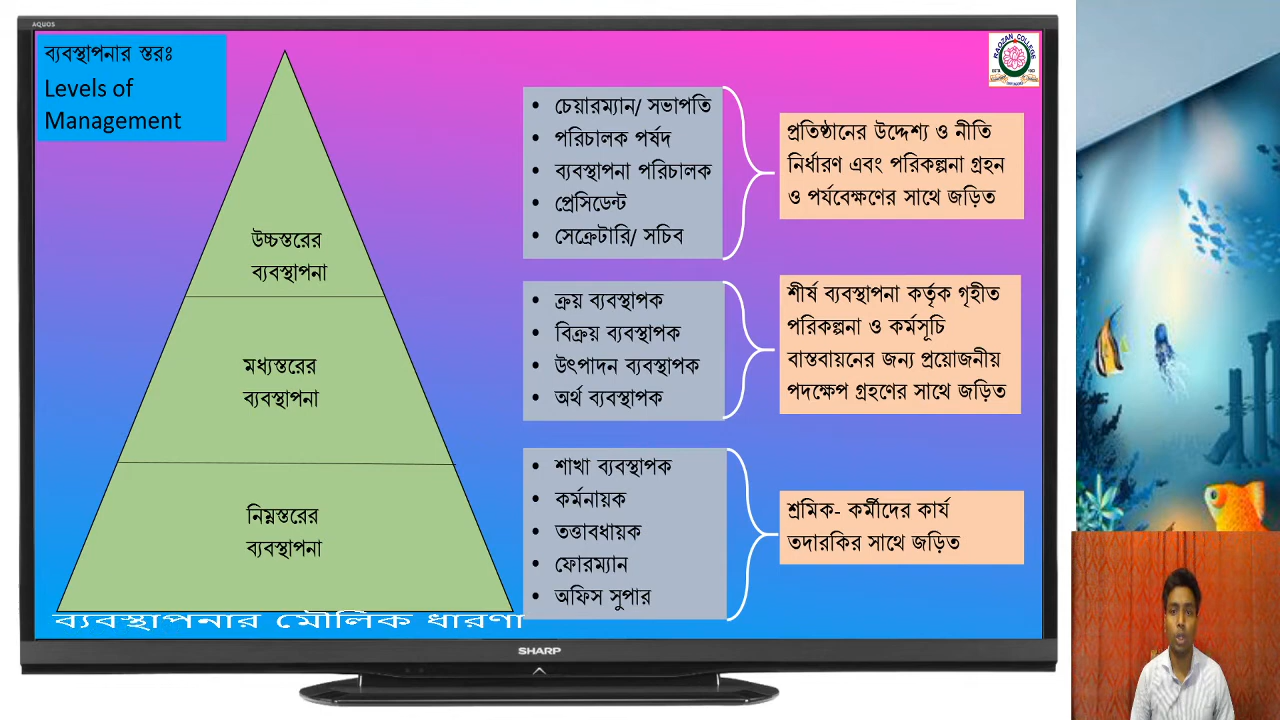 AQUOS
ব্যবস্থাপনার স্তরঃ
Levels of
Management
RAOZAN COLLEGE
উচ্চস্তরের
ব্যবস্থাপনা
মধ্যস্তরের
ব্যবস্থাপনা
নিম্নস্তরের
ব্যবস্থাপনা
• চেয়ারম্যান/ সভাপতি
• পরিচালক পর্ষদ
• ব্যবস্থাপনা পরিচালক
• প্রেসিডেন্ট
• সেক্রেটারি/ সচিব
প্রতিষ্ঠানের উদ্দেশ্য ও নীতি
নির্ধারণ এবং পরিকল্পনা গ্রহন
ও পর্যবেক্ষণের সাথে জড়িত
• ক্রয় ব্যবস্থাপক
• বিক্রয় ব্যবস্থাপক
• উৎপাদন ব্যবস্থাপক
• অর্থ ব্যবস্থাপক
শীর্ষ ব্যবস্থাপনা কর্তৃক গৃহীত
পরিকল্পনা ও কর্মসূচি
বাস্তবায়নের জন্য প্রয়োজনীয়
পদক্ষেপ গ্রহণের সাথে জড়িত
• শাখা ব্যবস্থাপক
• কর্মনায়ক
• তত্তাবধায়ক
• ফোরম্যান
• অফিস সুপার
শ্রমিক- কর্মীদের কার্য
তদারকির সাথে জড়িত
ব্যবস্থাপনার মৌলিক ধারণা
SHARP